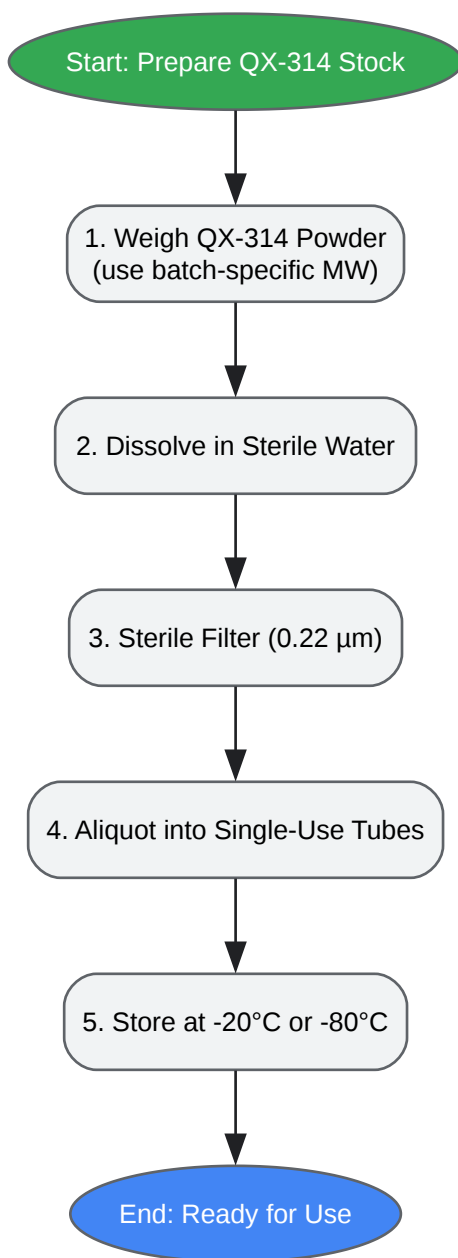 Start: Prepare QX-314 Stock
1. Weigh QX-314 Powder
(use batch-specific MW)
2. Dissolve in Sterile Water
3. Sterile Filter (0.22 µm)
4. Aliquot into Single-Use Tubes
5. Store at -20°C or -80°C
End: Ready for Use